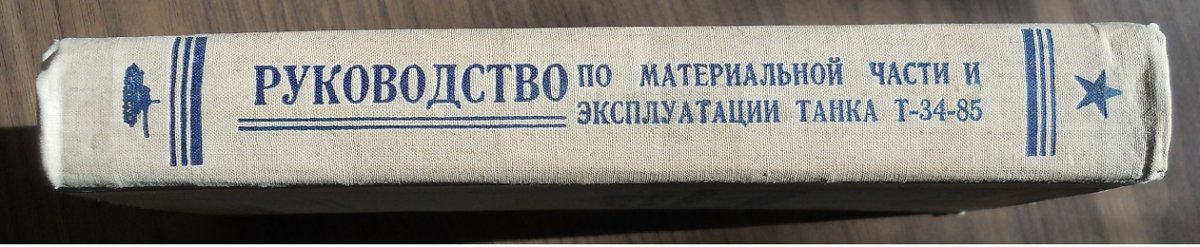 РУКОВОДСТВО
ПО МАТЕРИАЛЬНОЙ ЧАСТИ И
ЭКСПЛУАТАЦИИ ТАНКА Т-34-85